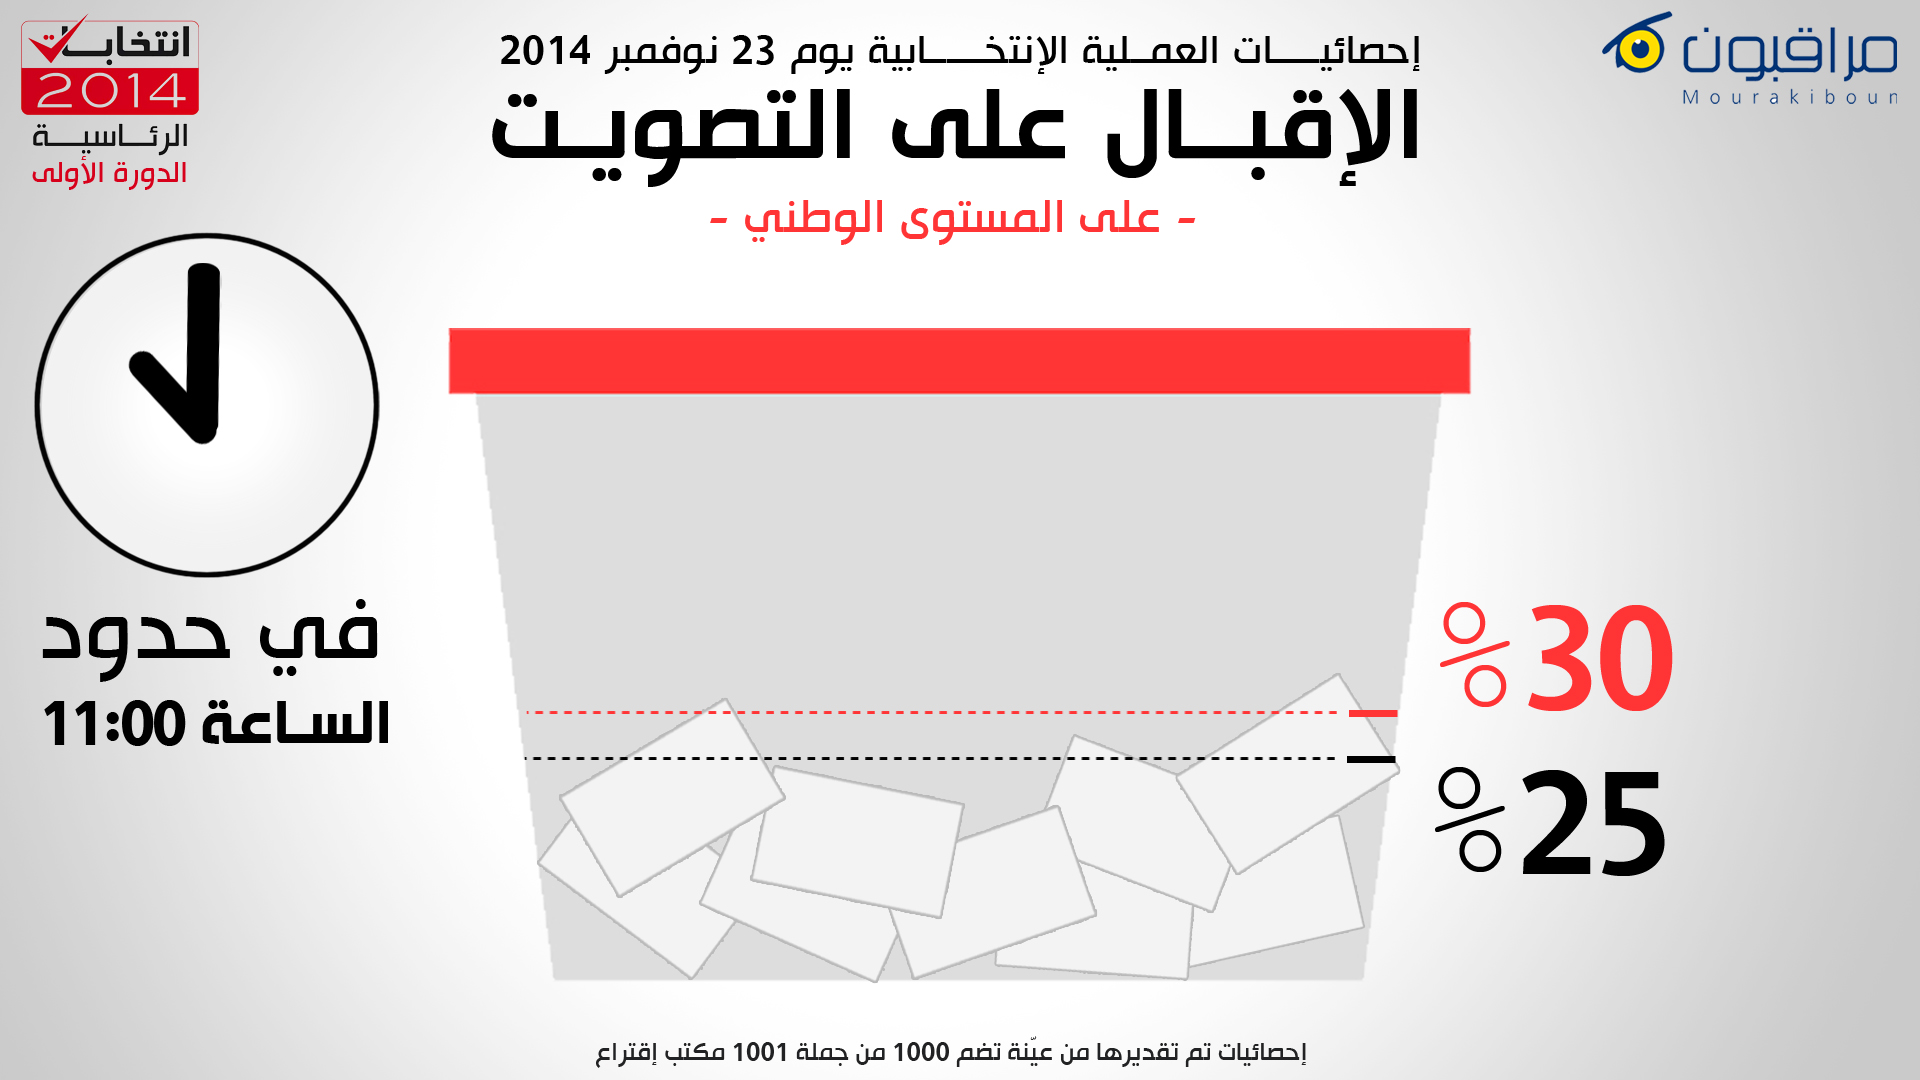 إحصائيات العملية الإنتخابية يوم 23 نوفمبر 2014
الإقبال على التصويت
- على المستوى الوطني -
مراقبون
Mourakiboun
انتخابات
2014
الرئاسية
الدورة الأولى
في حدود
الساعة 11:00
%30
%25
إحصائيات تم تقديرها من عيّنة تضم 1000 من جملة 1001 مكتب إقتراع